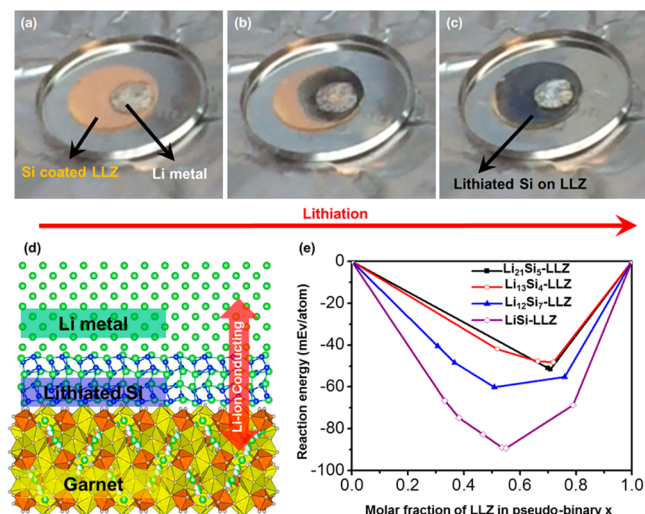 (a)
(b)
(c)
Si coated LLZ
Li metal
Lithiated Si on LLZ
Lithiation
(d)
Li metal
Lithiated Si
Garnet
Li-Ion Conducting
(e)
0
-20
-40
-60
-80
-100
Reaction energy (mEv/atom)
Li₂₁Si₅-LLZ
Li₁₃Si₄-LLZ
Li₁₂Si₇-LLZ
LiSi-LLZ
0.0 0.2 0.4 0.6 0.8 1.0
Molar fraction of LLZ in pseudo-binary x